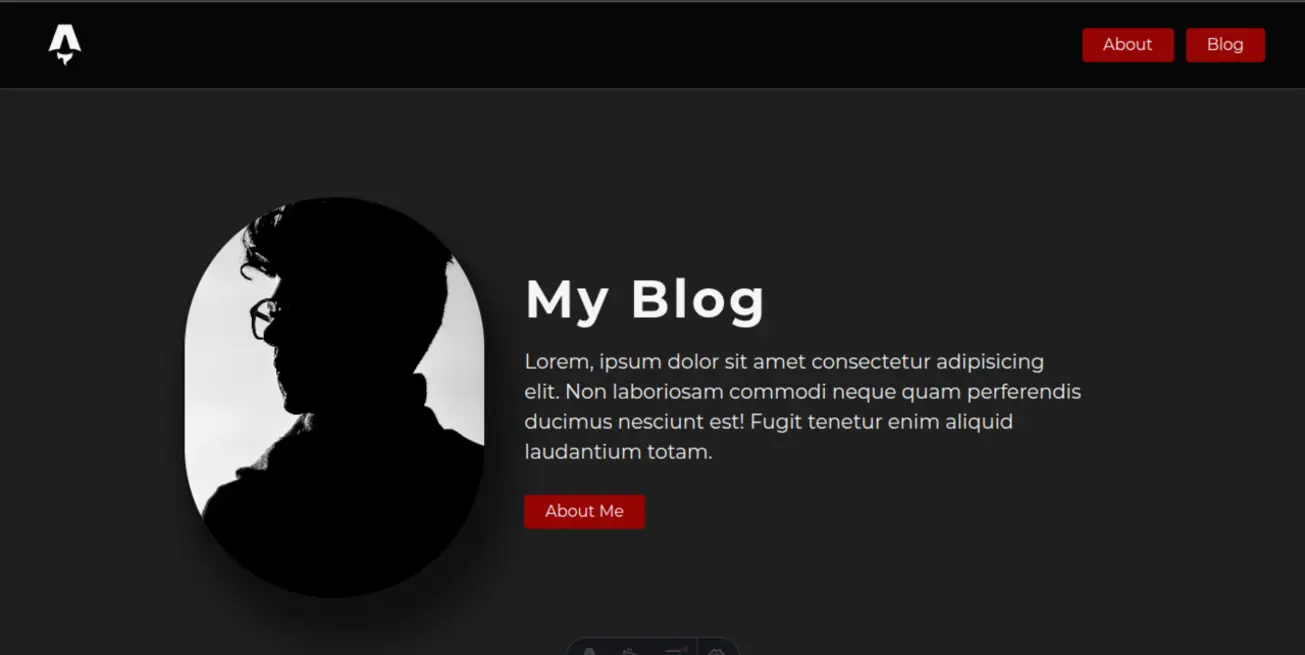 About
Blog
My Blog
Lorem, ipsum dolor sit amet consectetur adipisicing
elit. Non laboriosam commodi neque quam perferendis
ducimus nesciunt est! Fugit tenetur enim aliquid
laudantium totam.
About Me